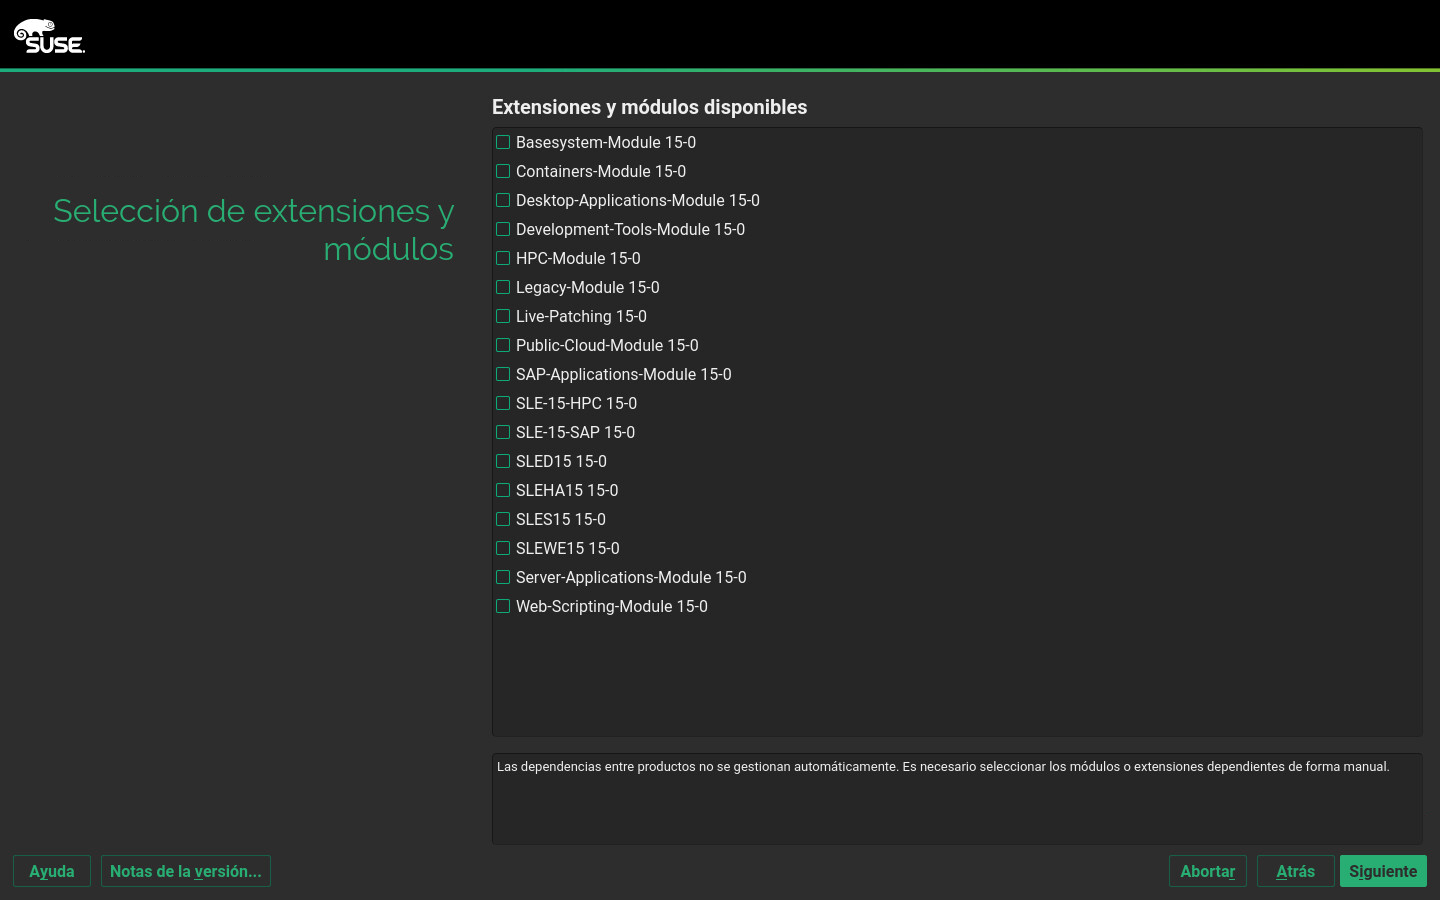 SUSE.
Extensiones y módulos disponibles
Selección de extensiones y
módulos
Basesystem-Module 15-0
Containers-Module 15-0
Desktop-Applications-Module 15-0
Development-Tools-Module 15-0
HPC-Module 15-0
Legacy-Module 15-0
Live-Patching 15-0
Public-Cloud-Module 15-0
SAP-Applications-Module 15-0
SLE-15-HPC 15-0
SLE-15-SAP 15-0
SLED15 15-0
SLEHA15 15-0
SLES15 15-0
SLEWE15 15-0
Server-Applications-Module 15-0
Web-Scripting-Module 15-0
Las dependencias entre productos no se gestionan automáticamente. Es necesario seleccionar los módulos o extensiones dependientes de forma manual.
Ayuda
Notas de la versión...
Abortar
Atrás
Siguiente